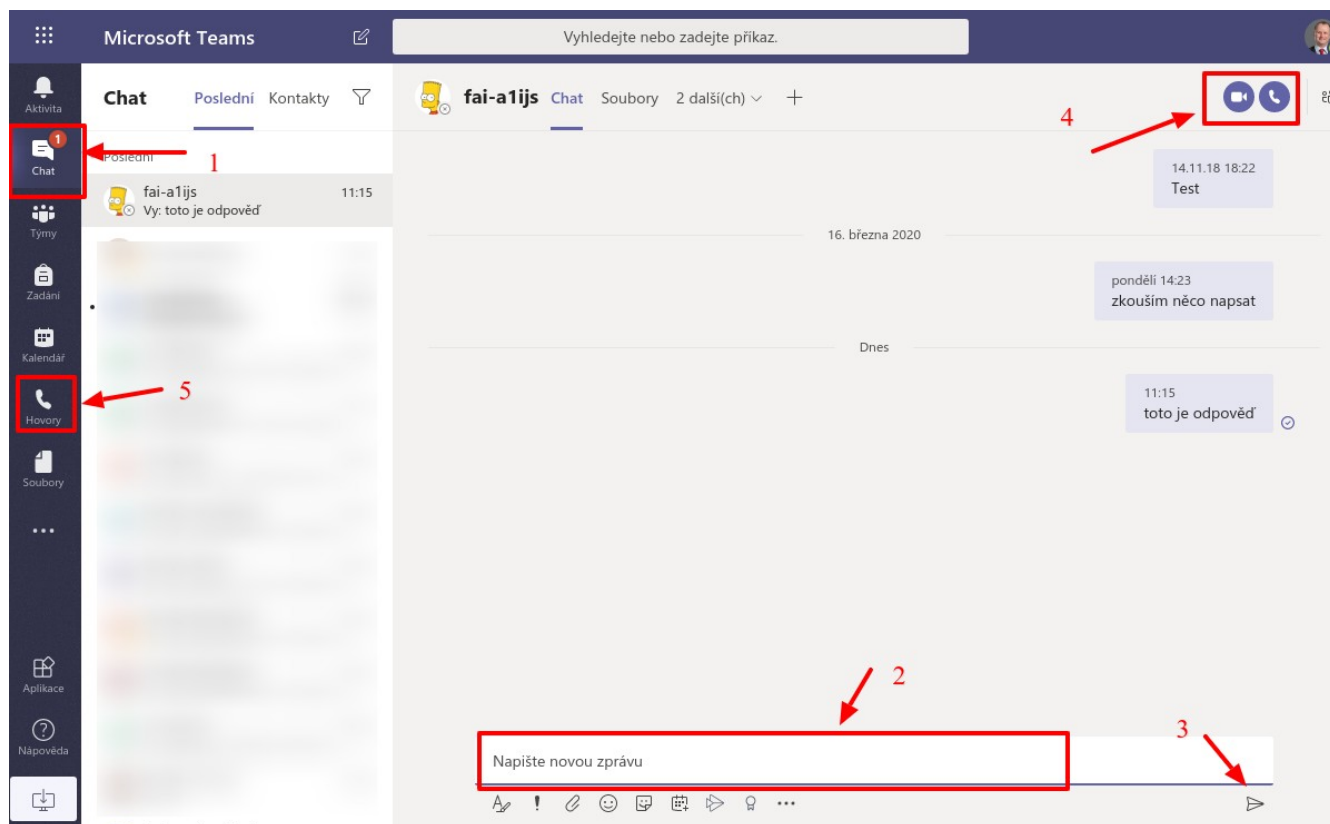 Microsoft Teams
Vyhledejte nebo zadejte příkaz.
Aktivita
Chat
Poslední
Kontakty
fai-a1ijs
Chat
Soubory
2 další(ch)
4
1
Chat
Poslední
1
fai-a1ijs
11:15
Vy: toto je odpověď
14.11.18 18:22
Test
Týmy
16. března 2020
Zadání
pondělí 14:23
zkouším něco napsat
Kalendář
Dnes
Hovory
5
11:15
toto je odpověď
Soubory
Aplikace
2
Nápověda
3
Napište novou zprávu